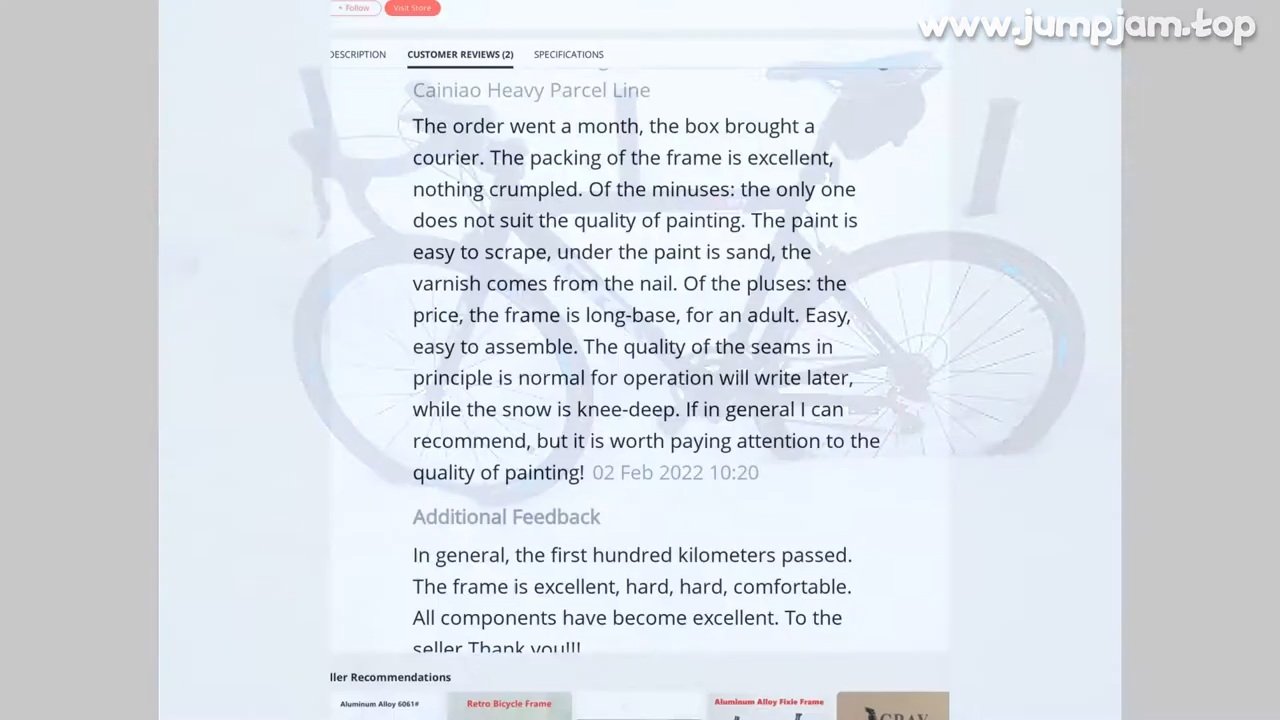 + Follow
Visit Store
www.jumpjam.top
DESCRIPTION
CUSTOMER REVIEWS (2)
SPECIFICATIONS
Cainiao Heavy Parcel Line
The order went a month, the box brought a
courier. The packing of the frame is excellent,
nothing crumpled. Of the minuses: the only one
does not suit the quality of painting. The paint is
easy to scrape, under the paint is sand, the
varnish comes from the nail. Of the pluses: the
price, the frame is long-base, for an adult. Easy,
easy to assemble. The quality of the seams in
principle is normal for operation will write later,
while the snow is knee-deep. If in general I can
recommend, but it is worth paying attention to the
quality of painting! 02 Feb 2022 10:20
Additional Feedback
In general, the first hundred kilometers passed.
The frame is excellent, hard, hard, comfortable.
All components have become excellent. To the
seller Thank you!!!
ller Recommendations
Aluminum Alloy 6061#
Retro Bicycle Frame
Aluminum Alloy Fixie Frame